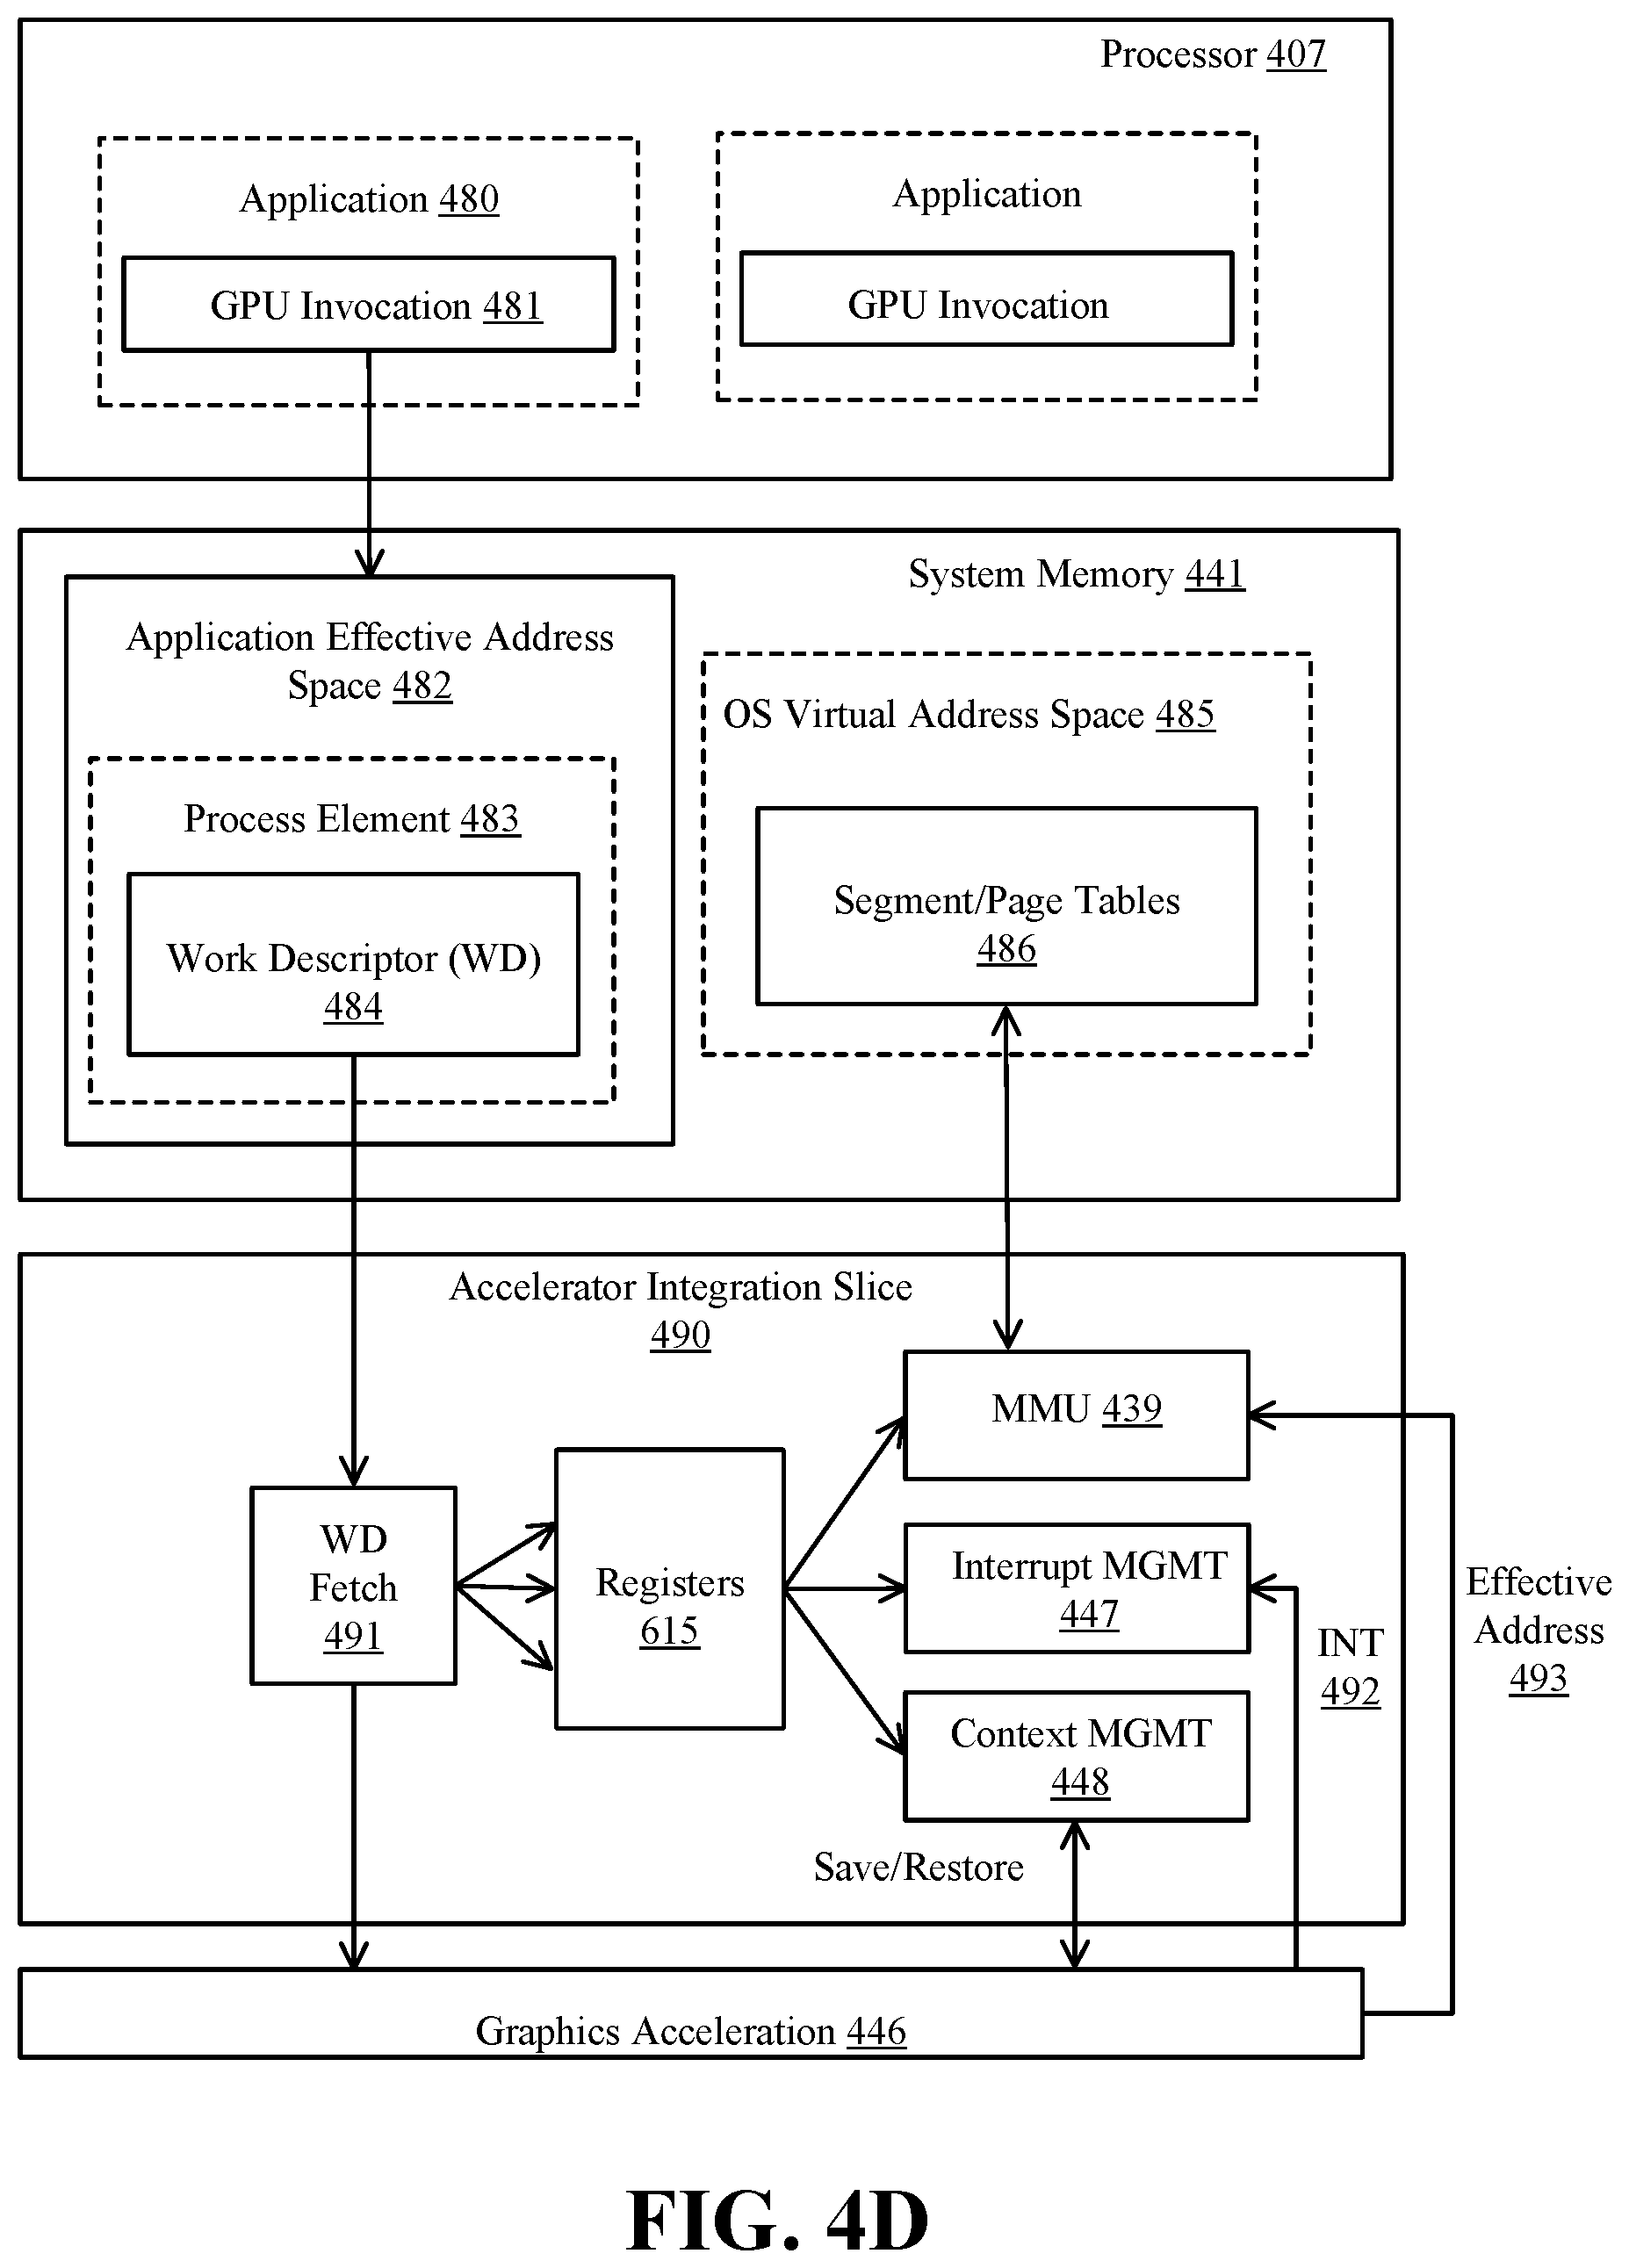 Processor 407
Application 480
Application
GPU Invocation 481
GPU Invocation
System Memory 441
Application Effective Address
Space 482
OS Virtual Address Space 485
Process Element 483
Segment/Page Tables
486
Work Descriptor (WD)
484
Accelerator Integration Slice
490
MMU 439
WD
Fetch
491
Registers
615
Interrupt MGMT
447
INT
492
Effective
Address
493
Context MGMT
448
Save/Restore
Graphics Acceleration 446
FIG. 4D